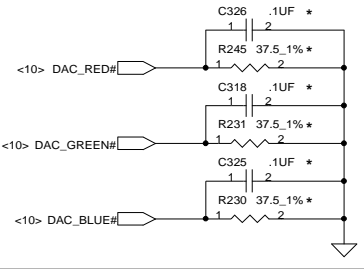 C326 .1UF *
1 2
R245 37.5_1% *
<10> DAC_RED# 1 2
C318 .1UF *
1 2
R231 37.5_1% *
<10> DAC_GREEN# 1 2
C325 .1UF *
1 2
R230 37.5_1% *
<10> DAC_BLUE# 1 2